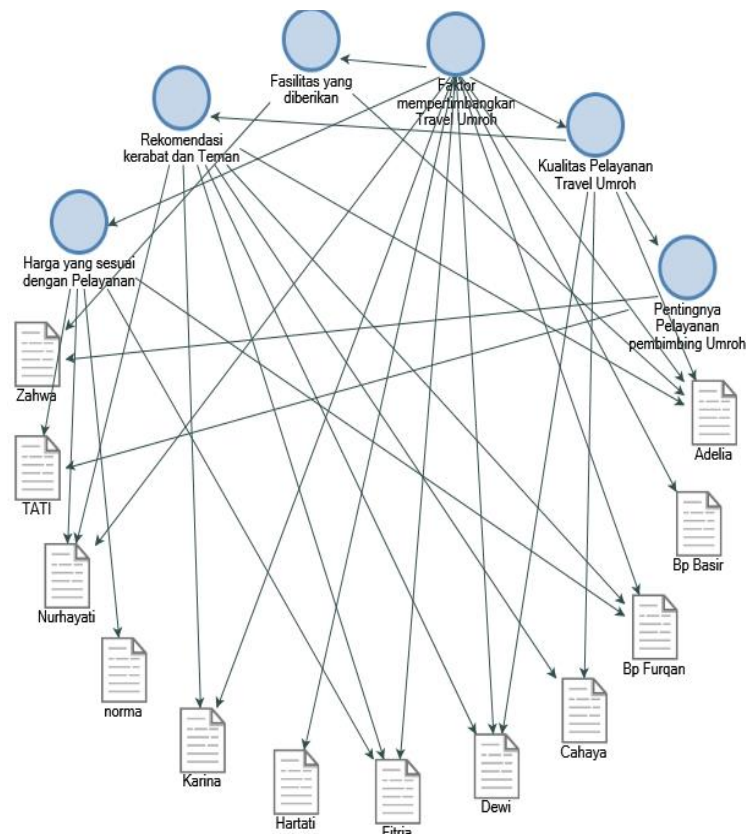 Fasilitas yang
diberikan
Faktor
mempertimbangkan
Travel Umroh
Rekomendasi
kerabat dan Teman
Kualitas Pelayanan
Travel Umroh
Harga yang sesuai
dengan Pelayanan
Pentingnya
Pelayanan
pembimbing Umroh
Zahwa
Adelia
TATI
Bp Basir
Nurhayati
Bp Furqan
norma
Cahaya
Karina
Dewi
Hartati
Fitria